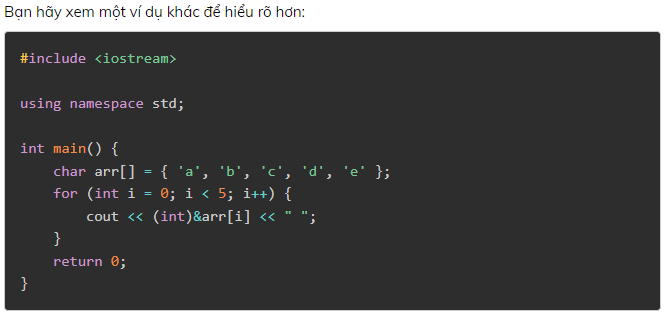 Bạn hãy xem một ví dụ khác để hiểu rõ hơn:
#include <iostream>
using namespace std;
int main() {
    char arr[] = { 'a', 'b', 'c', 'd', 'e' };
    for (int i = 0; i < 5; i++) {
        cout << (int)&arr[i] << " ";
    }
    return 0;
}